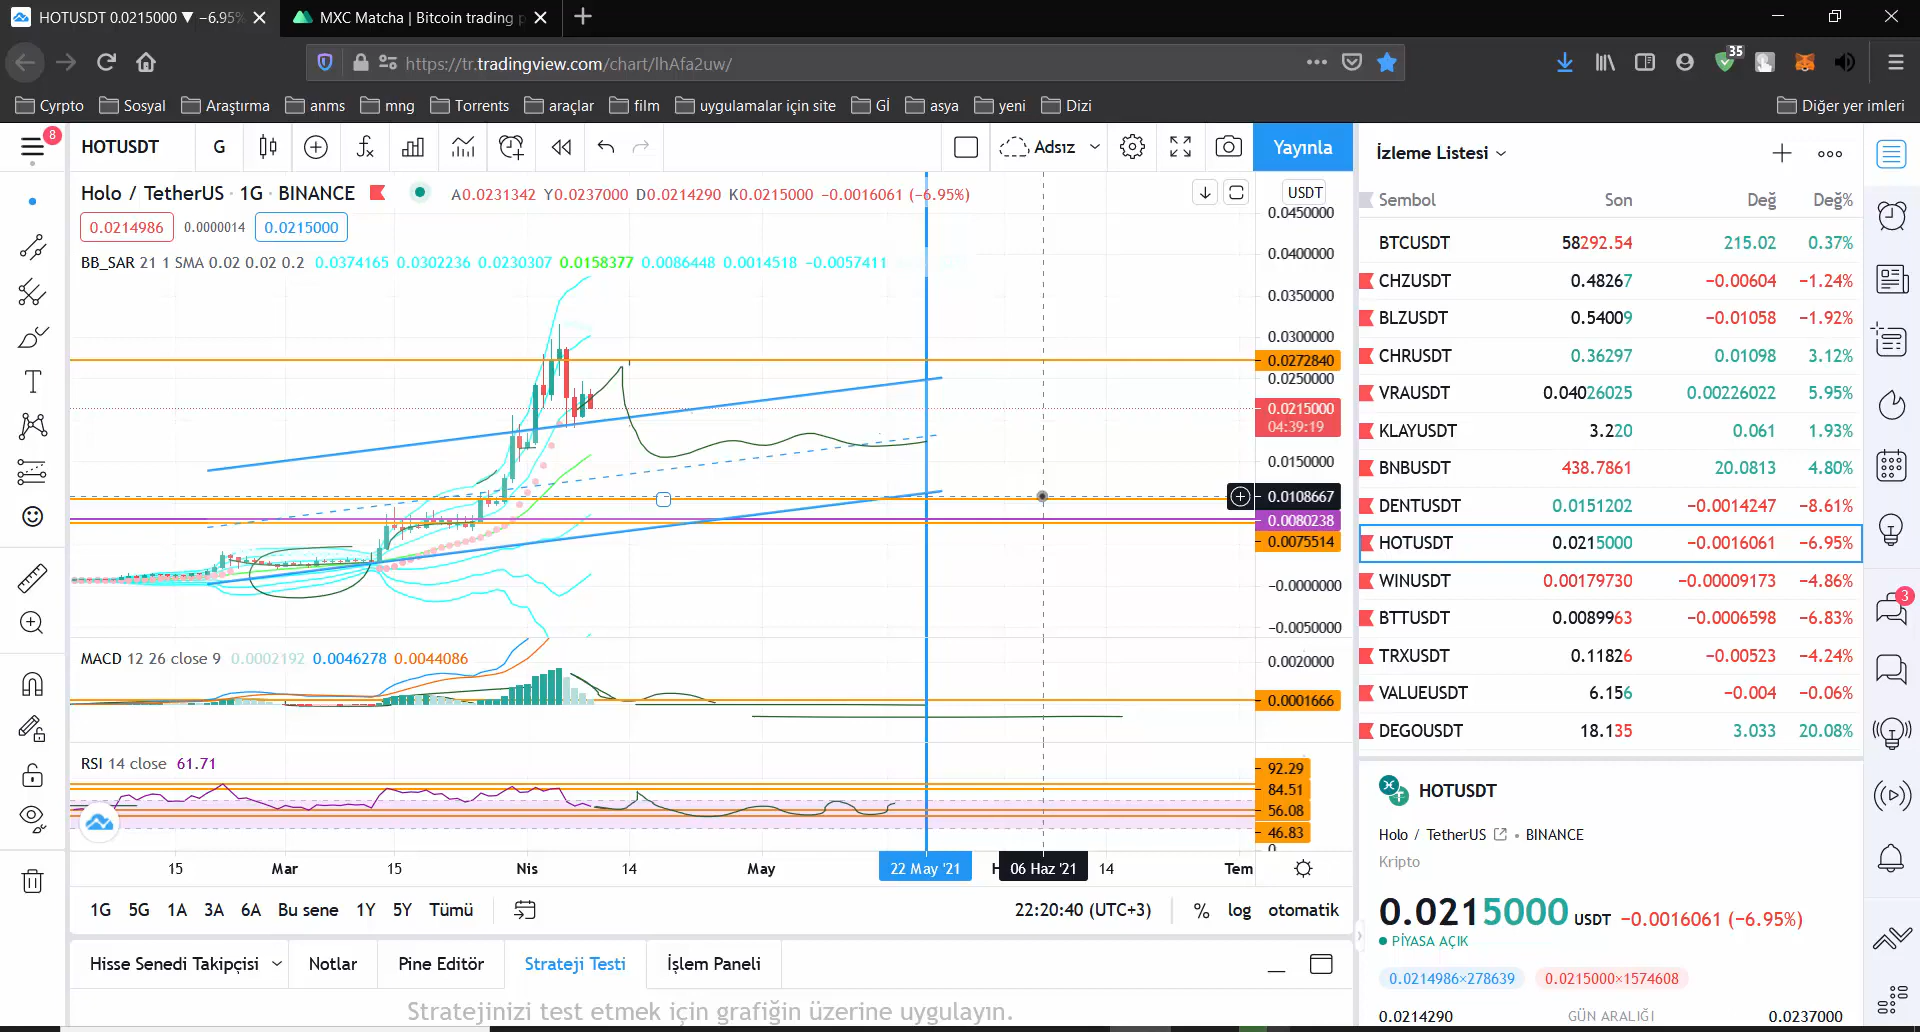 HOTUSDT 0.0215000 ▼ −6.95%
MXC Matcha | Bitcoin trading p
https://tr.tradingview.com/chart/lhAfa2uw/
35
Cyrpto Sosyal Araştırma anms mng Torrents araçlar film uygulamalar için site Gİ asya yeni Dizi Diğer yer imleri
8
HOTUSDT G Adsız Yayınla
Holo / TetherUS · 1G · BINANCE A0.0231342 Y0.0237000 D0.0214290 K0.0215000 −0.0016061 (−6.95%)
0.0214986 0.0000014 0.0215000
BB_SAR 21 1 SMA 0.02 0.02 0.2 0.0374165 0.0302236 0.0230307 0.0158377 0.0086448 0.0014518 −0.0057411
USDT
0.0450000
0.0400000
0.0350000
0.0300000
0.0272840
0.0250000
0.0215000
04:39:19
0.0150000
0.0108667
0.0080238
0.0075514
−0.0000000
−0.0050000
MACD 12 26 close 9 0.0002192 0.0046278 0.0044086
0.0020000
0.0001666
RSI 14 close 61.71
92.29
84.51
56.08
46.83
0
15 Mar 15 Nis 14 May 22 May '21 06 Haz '21 14 Tem
1G 5G 1A 3A 6A Bu sene 1Y 5Y Tümü 22:20:40 (UTC+3) % log otomatik
Hisse Senedi Takipçisi Notlar Pine Editör Strateji Testi İşlem Paneli
Stratejinizi test etmek için grafiğin üzerine uygulayın.
İzleme Listesi
Sembol Son Değ Değ%
BTCUSDT 58292.54 215.02 0.37%
CHZUSDT 0.48267 −0.00604 −1.24%
BLZUSDT 0.54009 −0.01058 −1.92%
CHRUSDT 0.36297 0.01098 3.12%
VRAUSDT 0.04026025 0.00226022 5.95%
KLAYUSDT 3.220 0.061 1.93%
BNBUSDT 438.7861 20.0813 4.80%
DENTUSDT 0.0151202 −0.0014247 −8.61%
HOTUSDT 0.0215000 −0.0016061 −6.95%
WINUSDT 0.00179730 −0.00009173 −4.86%
BTTUSDT 0.0089963 −0.0006598 −6.83%
TRXUSDT 0.11826 −0.00523 −4.24%
VALUEUSDT 6.156 −0.004 −0.06%
DEGOUSDT 18.135 3.033 20.08%
3
HOTUSDT
Holo / TetherUS • BINANCE
Kripto
0.0215000 USDT −0.0016061 (−6.95%)
PİYASA AÇIK
0.0214986×278639 0.0215000×1574608
0.0214290 GÜN ARALIĞI 0.0237000